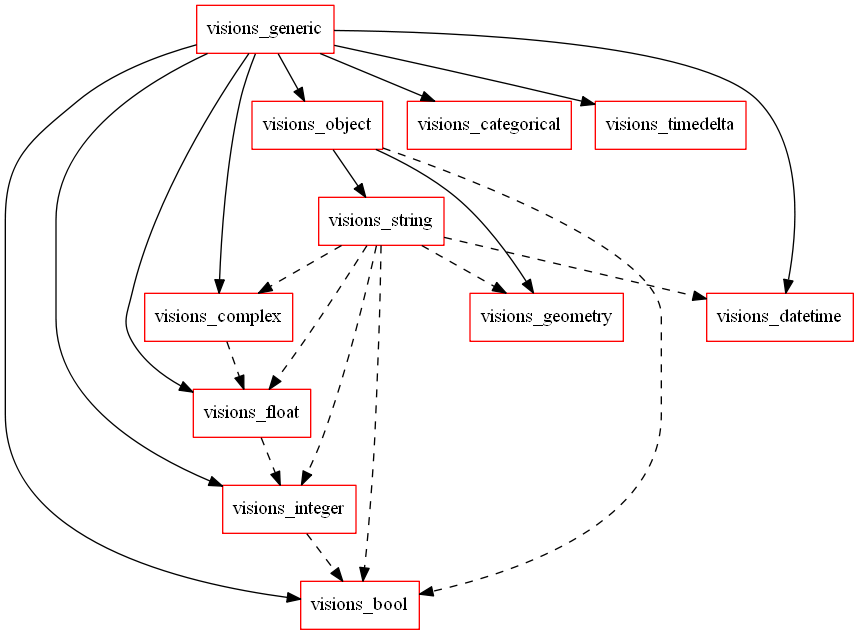 visions_generic
visions_object
visions_categorical
visions_timedelta
visions_string
visions_complex
visions_geometry
visions_datetime
visions_float
visions_integer
visions_bool